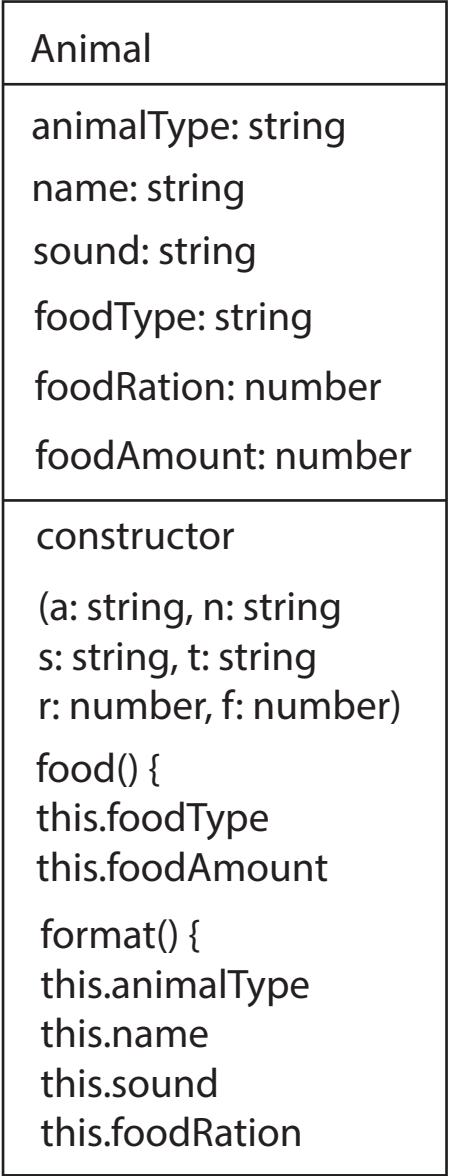 Animal
animalType: string
name: string
sound: string
foodType: string
foodRation: number
foodAmount: number
constructor
(a: string, n: string
s: string, t: string
r: number, f: number)
food() {
this.foodType
this.foodAmount
format() {
this.animalType
this.name
this.sound
this.foodRation